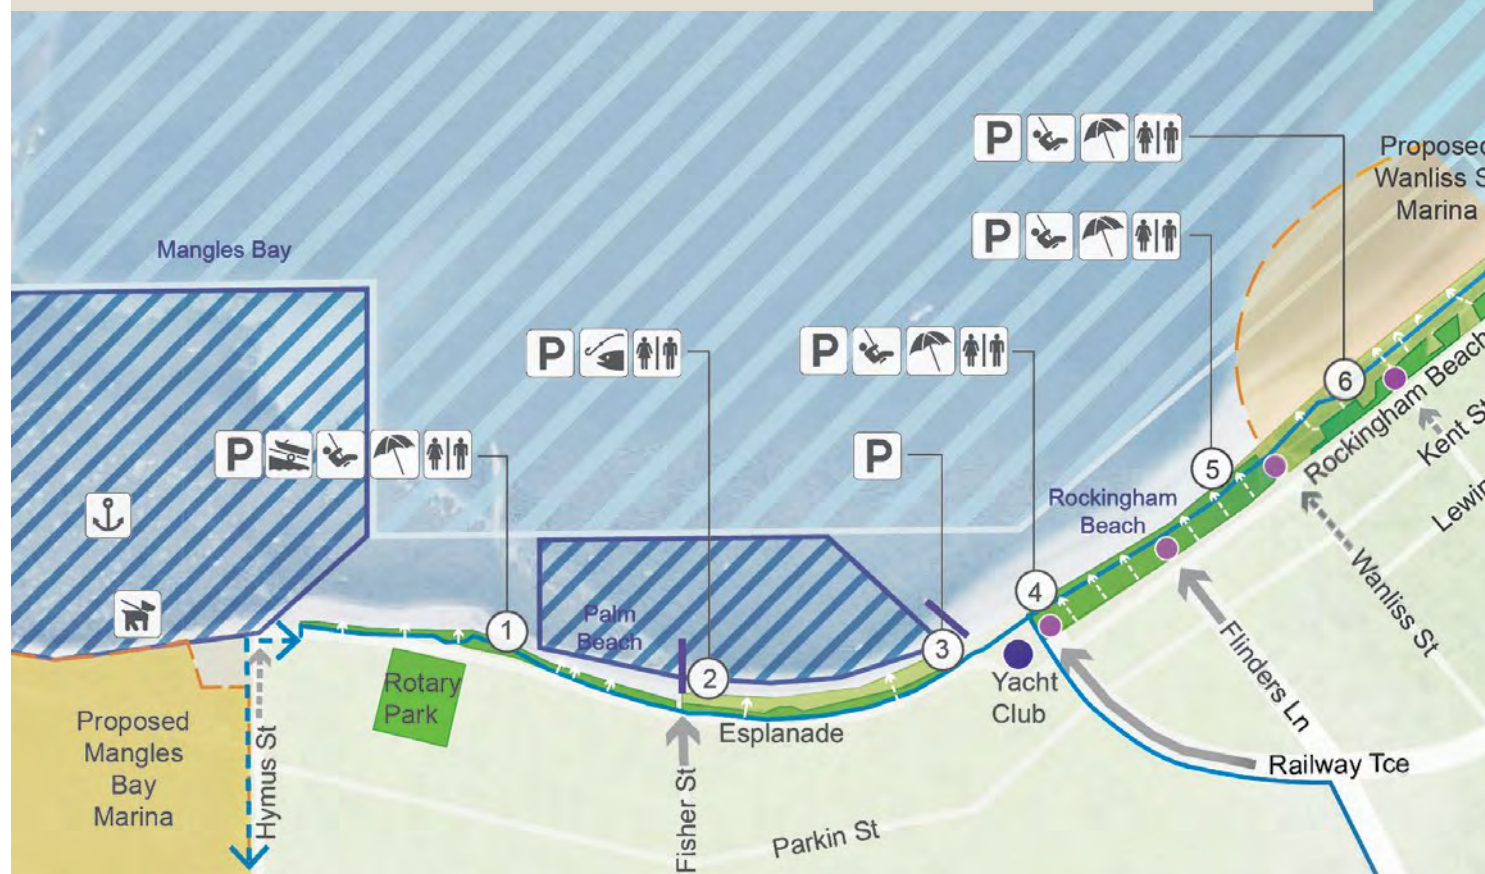 P
Proposed
Wanliss S
Marina
P
Mangles Bay
P
P
6
P
P
5
Rockingham Beach
Kent St
Rockingham
Beach
Lewin
4
1
Palm
Beach
3
Wanliss St
Flinders Ln
2
Rotary
Park
Yacht
Club
Proposed
Mangles
Bay
Marina
Hymus St
Esplanade
Railway Tce
Fisher St
Parkin St